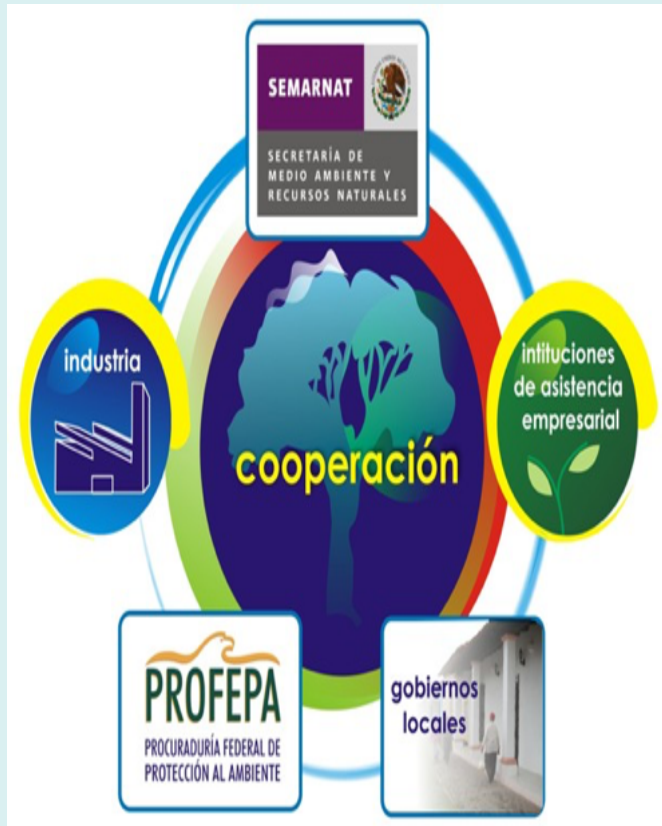 SEMARNAT
SECRETARÍA DE
MEDIO AMBIENTE Y
RECURSOS NATURALES
industria
intituciones
de asistencia
empresarial
cooperación
PROFEPA
PROCURADURÍA FEDERAL DE
PROTECCIÓN AL AMBIENTE
gobiernos
locales